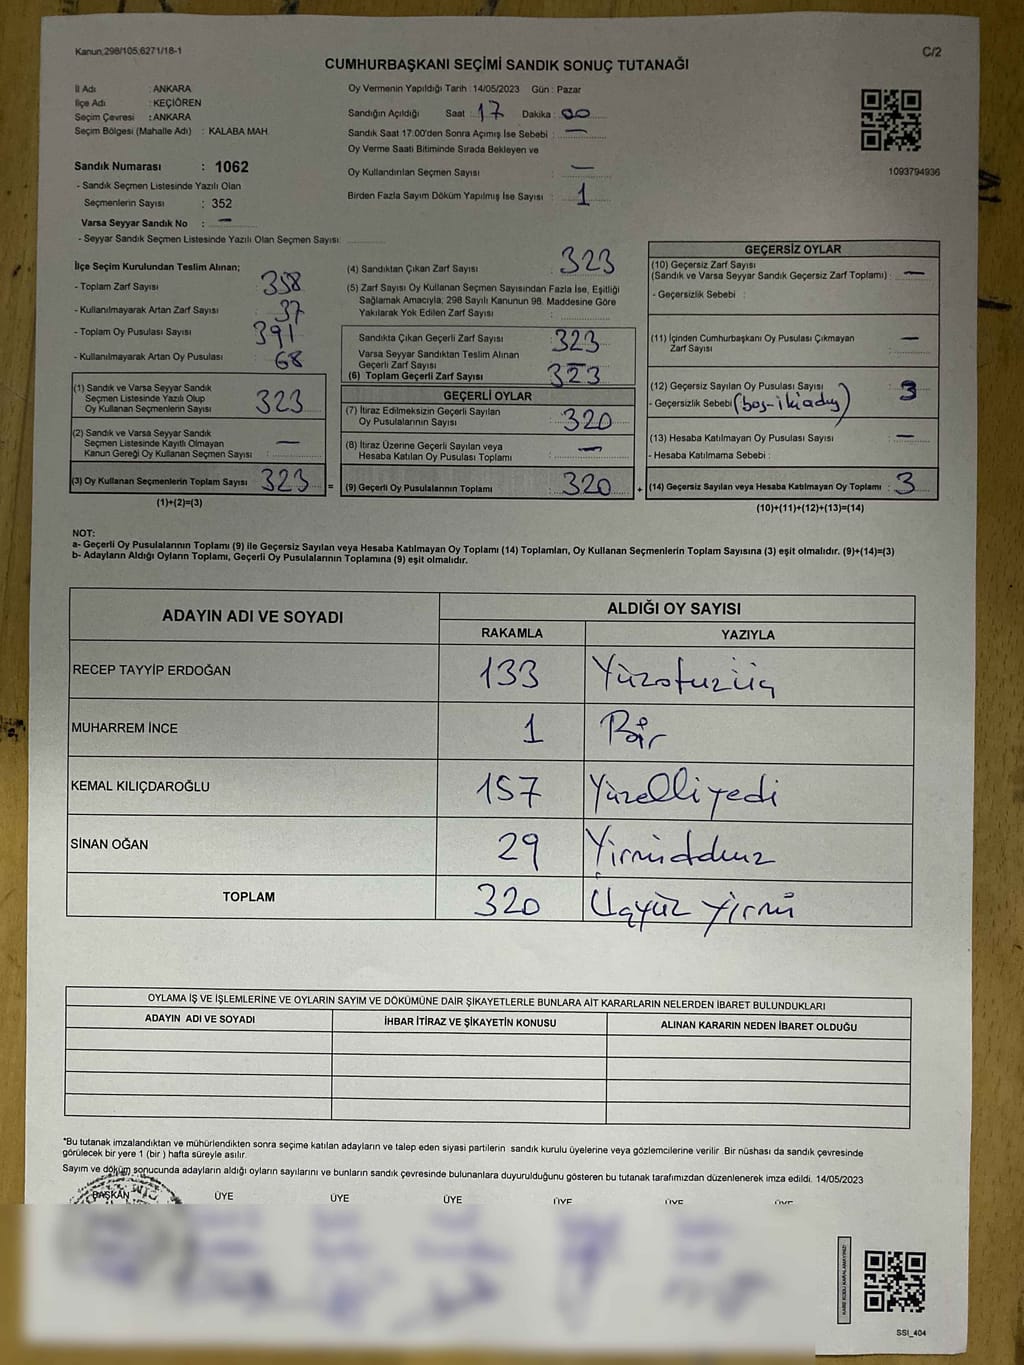 Kanun:298/105;6271/18-1
C/2
CUMHURBAŞKANI SEÇİMİ SANDIK SONUÇ TUTANAĞI
İl Adı : ANKARA
İlçe Adı : KEÇİÖREN
Seçim Çevresi : ANKARA
Seçim Bölgesi (Mahalle Adı) : KALABA MAH.
Sandık Numarası : 1062
- Sandık Seçmen Listesinde Yazılı Olan
Seçmenlerin Sayısı : 352
Varsa Seyyar Sandık No : —
- Seyyar Sandık Seçmen Listesinde Yazılı Olan Seçmen Sayısı:
Oy Vermenin Yapıldığı Tarih : 14/05/2023 Gün : Pazar
Sandığın Açıldığı Saat : 17 Dakika : 00
Sandık Saat 17:00'den Sonra Açılmış İse Sebebi : —
Oy Verme Saati Bitiminde Sırada Bekleyen ve
Oy Kullandırılan Seçmen Sayısı : —
Birden Fazla Sayım Döküm Yapılmış İse Sayısı : 1
1093794936
İlçe Seçim Kurulundan Teslim Alınan;
- Toplam Zarf Sayısı : 358
- Kullanılmayarak Artan Zarf Sayısı : 37
- Toplam Oy Pusulası Sayısı : 391
- Kullanılmayarak Artan Oy Pusulası : 68
(1) Sandık ve Varsa Seyyar Sandık
Seçmen Listesinde Yazılı Olup
Oy Kullanan Seçmenlerin Sayısı : 323
(2) Sandık ve Varsa Seyyar Sandık
Seçmen Listesinde Kayıtlı Olmayan
Kanun Gereği Oy Kullanan Seçmen Sayısı : —
(3) Oy Kullanan Seçmenlerin Toplam Sayısı : 323 =
(1)+(2)=(3)
(4) Sandıktan Çıkan Zarf Sayısı : 323
(5) Zarf Sayısı Oy Kullanan Seçmen Sayısından Fazla İse, Eşitliği
Sağlamak Amacıyla, 298 Sayılı Kanunun 98. Maddesine Göre
Yakılarak Yok Edilen Zarf Sayısı :
Sandıkta Çıkan Geçerli Zarf Sayısı : 323
Varsa Seyyar Sandıktan Teslim Alınan
Geçerli Zarf Sayısı :
(6) Toplam Geçerli Zarf Sayısı : 323
GEÇERLİ OYLAR
(7) İtiraz Edilmeksizin Geçerli Sayılan
Oy Pusulalarının Sayısı : 320
(8) İtiraz Üzerine Geçerli Sayılan veya
Hesaba Katılan Oy Pusulası Toplamı : —
(9) Geçerli Oy Pusulalarının Toplamı : 320 +
GEÇERSİZ OYLAR
(10) Geçersiz Zarf Sayısı
(Sandık ve Varsa Seyyar Sandık Geçersiz Zarf Toplamı) : —
- Geçersizlik Sebebi :
(11) İçinden Cumhurbaşkanı Oy Pusulası Çıkmayan
Zarf Sayısı : —
(12) Geçersiz Sayılan Oy Pusulası Sayısı : 3
- Geçersizlik Sebebi (boş-iki
(13) Hesaba Katılmayan Oy Pusulası Sayısı : —
- Hesaba Katılmama Sebebi :
(14) Geçersiz Sayılan veya Hesaba Katılmayan Oy Toplamı : 3
(10)+(11)+(12)+(13)=(14)
NOT:
a- Geçerli Oy Pusulalarının Toplamı (9) ile Geçersiz Sayılan veya Hesaba Katılmayan Oy Toplamı (14) Toplamları, Oy Kullanan Seçmenlerin Toplam Sayısına (3) eşit olmalıdır. (9)+(14)=(3)
b- Adayların Aldığı Oyların Toplamı, Geçerli Oy Pusulalarının Toplamına (9) eşit olmalıdır.
ADAYIN ADI VE SOYADI
ALDIĞI OY SAYISI
RAKAMLA YAZIYLA
RECEP TAYYİP ERDOĞAN 133 Yüzotuzüç
MUHARREM İNCE 1 Bir
KEMAL KILIÇDAROĞLU 157 Yüzelliyedi
SİNAN OĞAN 29 Yirmidokuz
TOPLAM 320 Üçyüz yirmi
OYLAMA İŞ VE İŞLEMLERİNE VE OYLARIN SAYIM VE DÖKÜMÜNE DAİR ŞİKAYETLERLE BUNLARA AİT KARARLARIN NELERDEN İBARET BULUNDUKLARI
ADAYIN ADI VE SOYADI İHBAR İTİRAZ VE ŞİKAYETİN KONUSU ALINAN KARARIN NEDEN İBARET OLDUĞU
*Bu tutanak imzalandıktan ve mühürlendikten sonra seçime katılan adayların ve talep eden siyasi partilerin sandık kurulu üyelerine veya gözlemcilerine verilir. Bir nüshası da sandık çevresinde
görülecek bir yere 1 (bir ) hafta süreyle asılır.
Sayım ve döküm sonucunda adayların aldığı oyların sayılarını ve bunların sandık çevresinde bulunanlara duyurulduğunu gösteren bu tutanak tarafımızdan düzenlenerek imza edildi. 14/05/2023
BAŞKAN ÜYE ÜYE ÜYE ÜYE ÜYE ÜYE
SSI_404